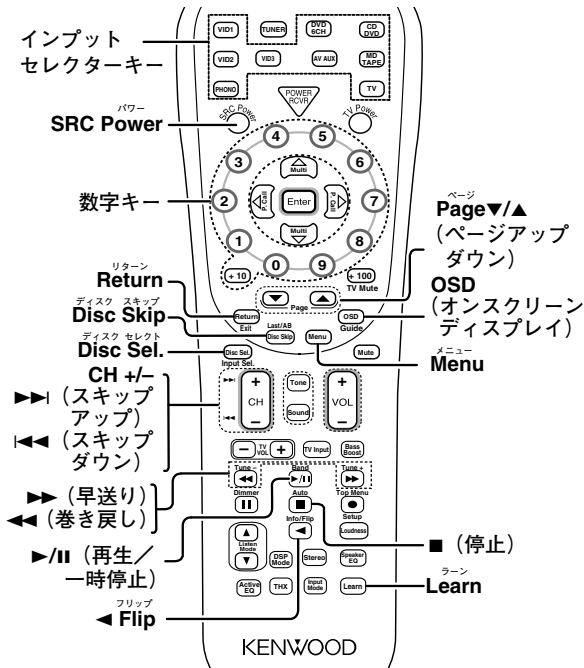 VID1
TUNER
DVD
6CH
CD
DVD
VID2
VID3
AV AUX
MD
TAPE
PHONO
TV
インプット
セレクターキー
POWER
RCVR
SRC Power
TV Power
パワー
SRC Power
4
5
3
6
Multi
数字キー
2
P.Call
Enter
P.Call
7
Multi
1
8
0
9
+ 10
+ 100
TV Mute
ページ
Page▼/▲
(ページアップ
ダウン)
リターン
Return
Return
Exit
Page
OSD
Guide
OSD
(オンスクリーン
ディスプレイ)
ディスク スキップ
Disc Skip
Last/AB
Disc Skip
Menu
メニュー
Menu
ディスク セレクト
Disc Sel.
Disc Sel.
Input Sel.
Mute
CH +/–
▶▶| (スキップ
アップ)
|◀◀ (スキップ
ダウン)
▶▶|
|◀◀
+
CH
–
Tone
Sound
+
VOL
–
– TV VOL +
TV Input
Bass
Boost
▶▶ (早送り)
◀◀ (巻き戻し)
Tune –
◀◀
Band
▶/II
Tune +
▶▶
Dimmer
II
Auto
■
Top Menu
●
▶/II (再生/
一時停止)
■ (停止)
▲
Listen
Mode
▼
Info/Flip
◀
Setup
Loudness
DSP
Mode
Stereo
Speaker
EQ
Active
EQ
THX
Input
Mode
Learn
ラーン
Learn
フリップ
◀ Flip
KENWOOD